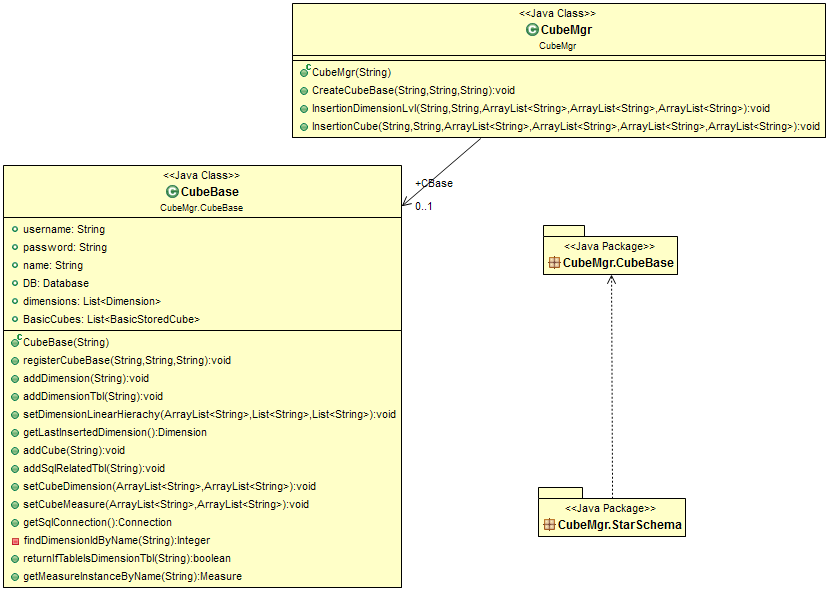 <<Java Class>>
CubeMgr
CubeMgr
CubeMgr(String)
CreateCubeBase(String,String,String):void
InsertionDimensionLvl(String,String,ArrayList<String>,ArrayList<String>,ArrayList<String>):void
InsertionCube(String,String,ArrayList<String>,ArrayList<String>,ArrayList<String>,ArrayList<String>):void
+CBase
0..1
<<Java Class>>
CubeBase
CubeMgr.CubeBase
username: String
password: String
name: String
DB: Database
dimensions: List<Dimension>
BasicCubes: List<BasicStoredCube>
CubeBase(String)
registerCubeBase(String,String,String):void
addDimension(String):void
addDimensionTbl(String):void
setDimensionLinearHierachy(ArrayList<String>,List<String>,List<String>):void
getLastInsertedDimension():Dimension
addCube(String):void
addSqlRelatedTbl(String):void
setCubeDimension(ArrayList<String>,ArrayList<String>):void
setCubeMeasure(ArrayList<String>,ArrayList<String>):void
getSqlConnection():Connection
findDimensionIdByName(String):Integer
returnIfTableIsDimensionTbl(String):boolean
getMeasureInstanceByName(String):Measure
<<Java Package>>
CubeMgr.CubeBase
<<Java Package>>
CubeMgr.StarSchema